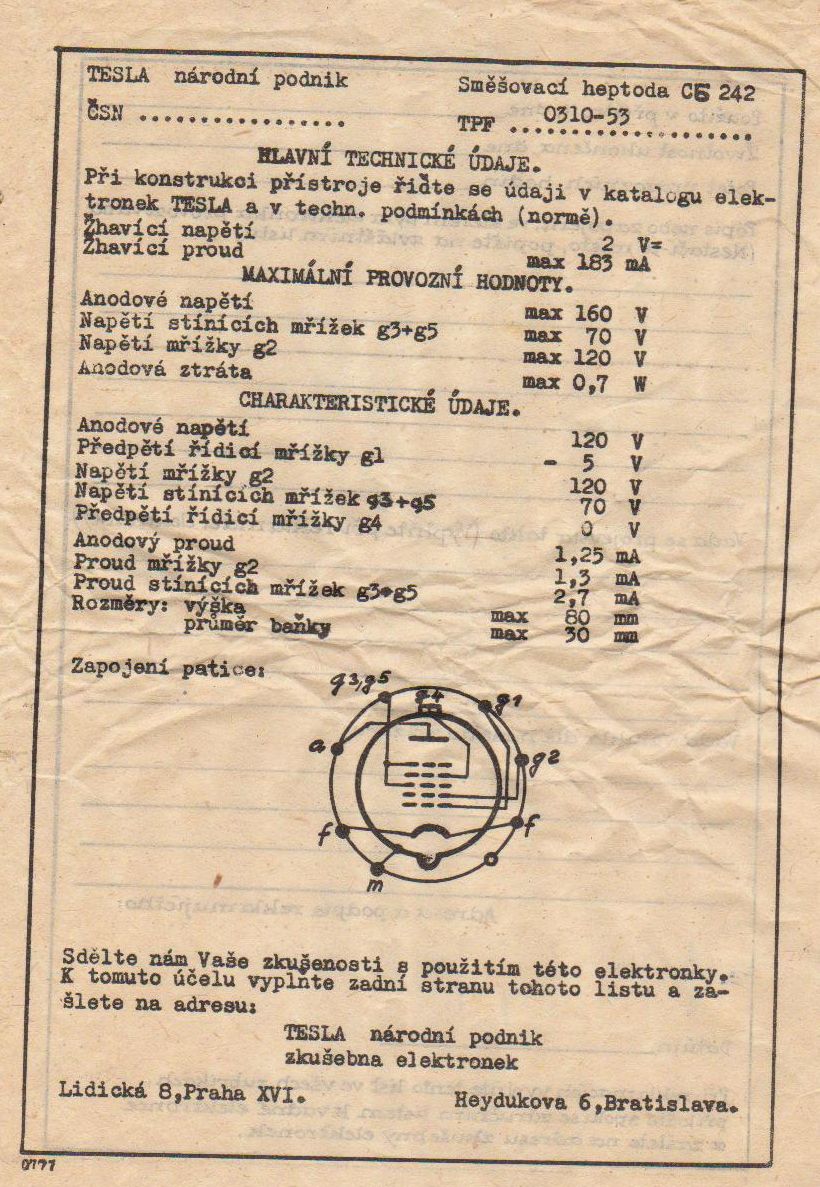 TESLA národní podnik
Směšovací heptoda CБ 242
ČSN .................
TPF 0310-53
HLAVNÍ TECHNICKÉ ÚDAJE.
Při konstrukci přístroje řiďte se údaji v katalogu elek-
tronek TESLA a v techn. podmínkách (normě).
Žhavící napětí 2 V=
Žhavící proud max 183 mA
MAXIMÁLNÍ PROVOZNÍ HODNOTY.
Anodové napětí max 160 V
Napětí stínících mřížek g3+g5 max 70 V
Napětí mřížky g2 max 120 V
Anodová ztráta max 0,7 W
CHARAKTERISTICKÉ ÚDAJE.
Anodové napětí 120 V
Předpětí řídicí mřížky g1 - 5 V
Napětí mřížky g2 120 V
Napětí stínících mřížek g3+g5 70 V
Předpětí řídicí mřížky g4 0 V
Anodový proud 1,25 mA
Proud mřížky g2 1,3 mA
Proud stínících mřížek g3+g5 2,7 mA
Rozměry: výška max 80 mm
průměr baňky max 30 mm
Zapojení patice:
g3,g5 g4 g1
a g2
f f
m
Sdělte nám Vaše zkušenosti s použitím této elektronky.
K tomuto účelu vyplňte zadní stranu tohoto listu a za-
šlete na adresu:
TESLA národní podnik
zkušebna elektronek
Lidická 8,Praha XVI. Heydukova 6,Bratislava.
0777